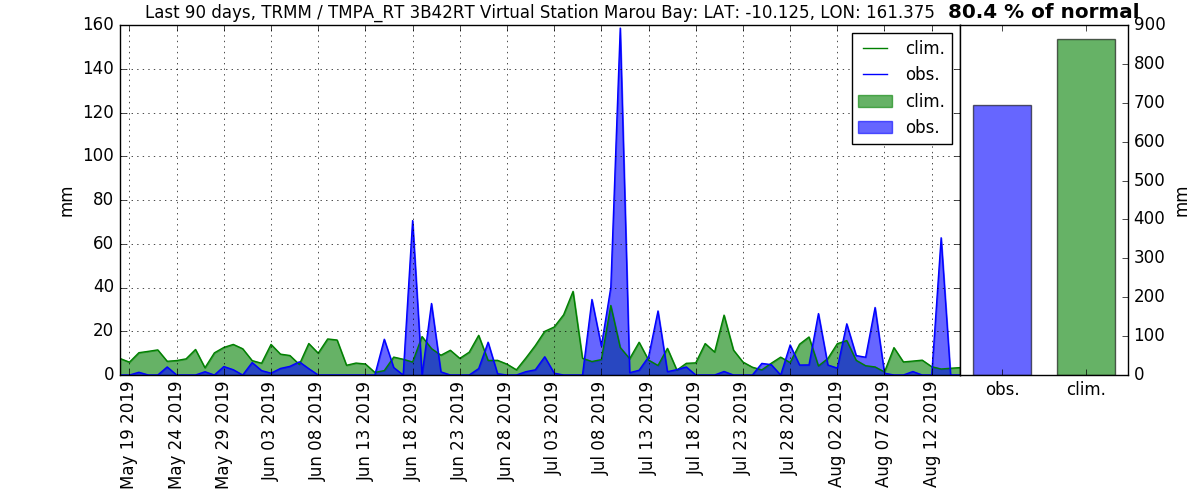 Last 90 days, TRMM / TMPA_RT 3B42RT Virtual Station Marou Bay: LAT: -10.125, LON: 161.375 80.4 % of normal
160
140
120
100
80
60
40
20
0
mm
clim.
obs.
clim.
obs.
900
800
700
600
500
400
300
200
100
0
mm
obs. clim.
May 19 2019
May 24 2019
May 29 2019
Jun 03 2019
Jun 08 2019
Jun 13 2019
Jun 18 2019
Jun 23 2019
Jun 28 2019
Jul 03 2019
Jul 08 2019
Jul 13 2019
Jul 18 2019
Jul 23 2019
Jul 28 2019
Aug 02 2019
Aug 07 2019
Aug 12 2019